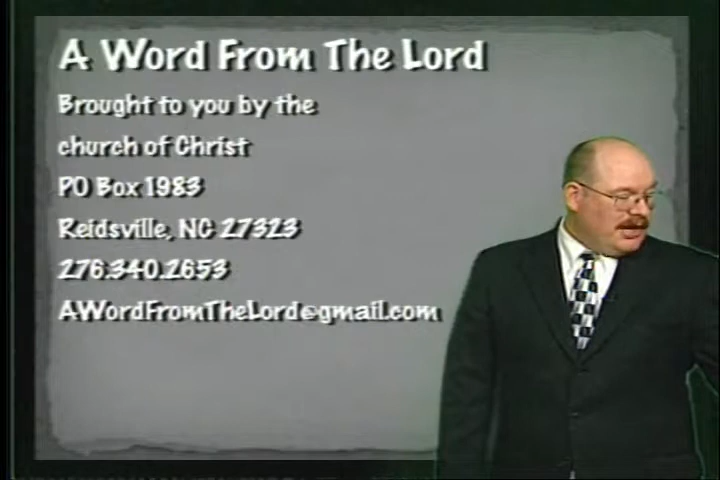 A Word From The Lord
Brought to you by the
church of Christ
PO Box 1983
Reidsville, NC 27323
276.340.2653
AWordFromTheLord@gmail.com